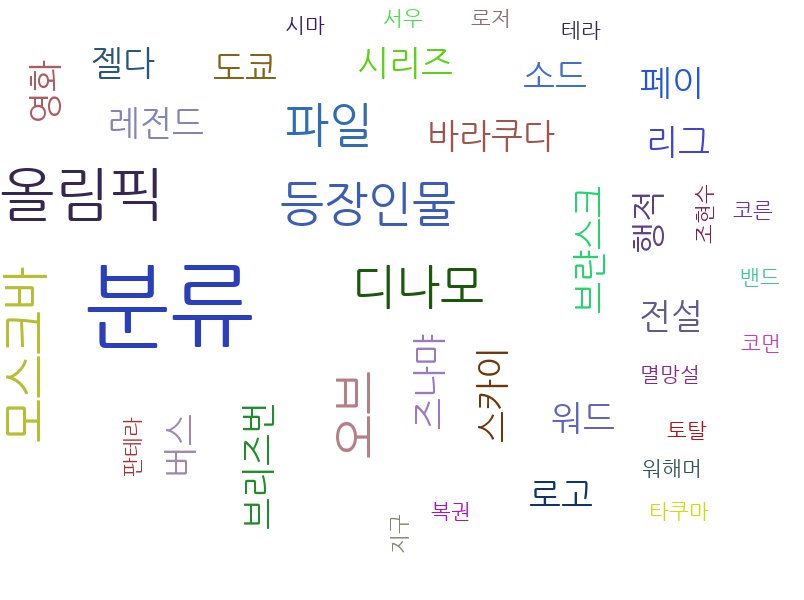 시마
서우
로저
테라
영화
젤다
도쿄
시리즈
소드
페이
레전드
파일
바라쿠다
리그
올림픽
등장인물
브랸스크
행적
조현수
코른
모스크바
분류
디나모
밴드
전설
코먼
즈나먀
스카이
멸망설
오브
판테라
버스
브리즈번
워드
토탈
워해머
로고
복권
타쿠마
지구